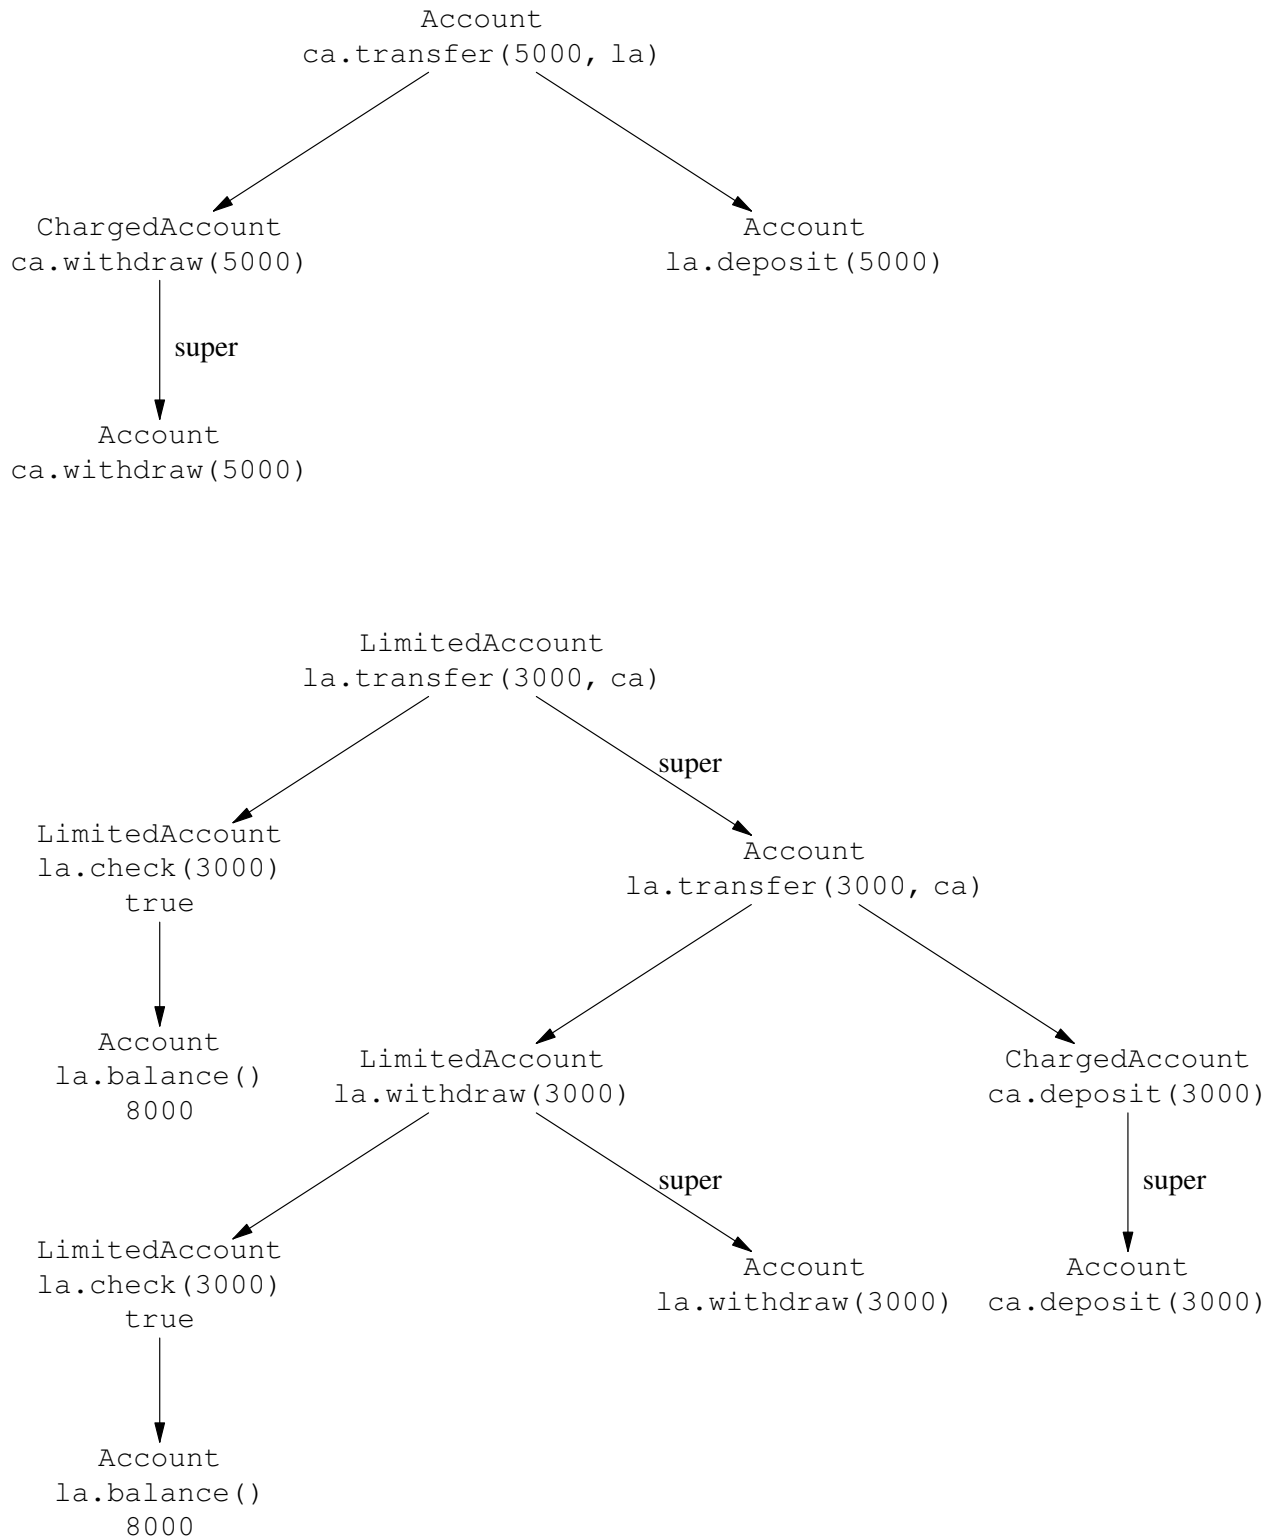 Account
ca.transfer(5000, la)
ChargedAccount
ca.withdraw(5000)
Account
la.deposit(5000)
super
Account
ca.withdraw(5000)
LimitedAccount
la.transfer(3000, ca)
super
LimitedAccount
la.check(3000)
true
Account
la.transfer(3000, ca)
Account
la.balance()
8000
LimitedAccount
la.withdraw(3000)
ChargedAccount
ca.deposit(3000)
super
super
LimitedAccount
la.check(3000)
true
Account
la.withdraw(3000)
Account
ca.deposit(3000)
Account
la.balance()
8000